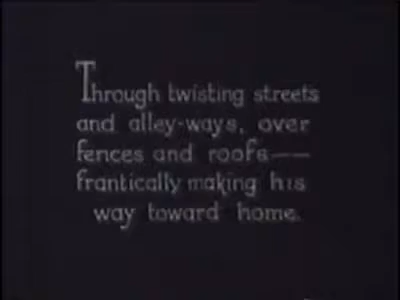 Through twisting streets
and alley-ways, over
fences and roofs—
frantically making his
way toward home.